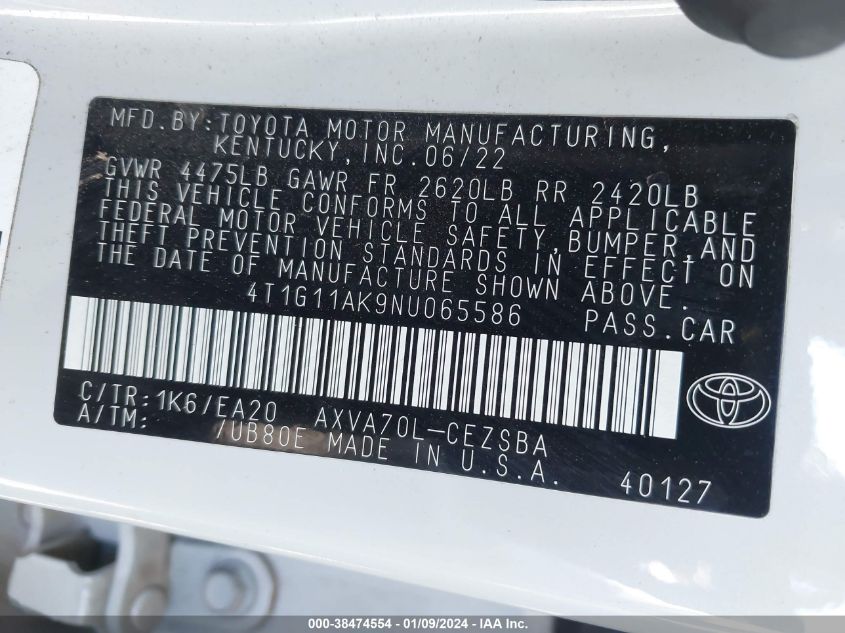 MFD.BY:TOYOTA MOTOR MANUFACTURING,
KENTUCKY, INC.06/22
GVWR 4475LB GAWR FR 2620LB RR 2420LB
THIS VEHICLE CONFORMS TO ALL APPLICABLE
FEDERAL MOTOR VEHICLE SAFETY,BUMPER,AND
THEFT PREVENTION STANDARDS IN EFFECT ON
THE DATE OF MANUFACTURE SHOWN ABOVE.
4T1G11AK9NU065586 PASS.CAR
C/TR:1K6/EA20 AXVA70L-CEZSBA
A/TM: /UB80E MADE IN U.S.A.
40127
000-38474554 - 01/09/2024 - IAA Inc.